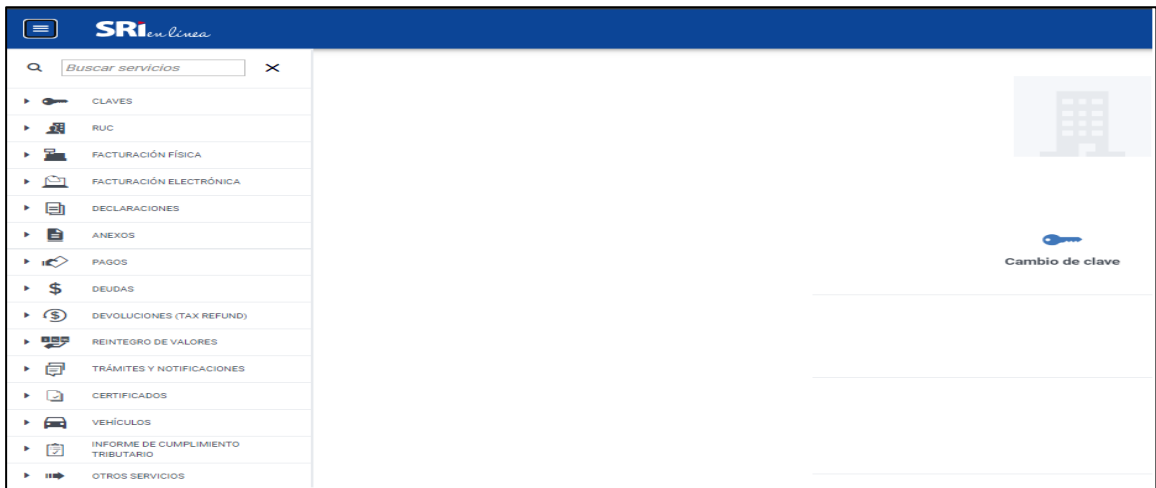 SRi en línea
Buscar servicios
CLAVES
RUC
FACTURACIÓN FÍSICA
FACTURACIÓN ELECTRÓNICA
DECLARACIONES
ANEXOS
PAGOS
$ DEUDAS
DEVOLUCIONES (TAX REFUND)
REINTEGRO DE VALORES
TRÁMITES Y NOTIFICACIONES
CERTIFICADOS
VEHÍCULOS
INFORME DE CUMPLIMIENTO
TRIBUTARIO
OTROS SERVICIOS
Cambio de clave